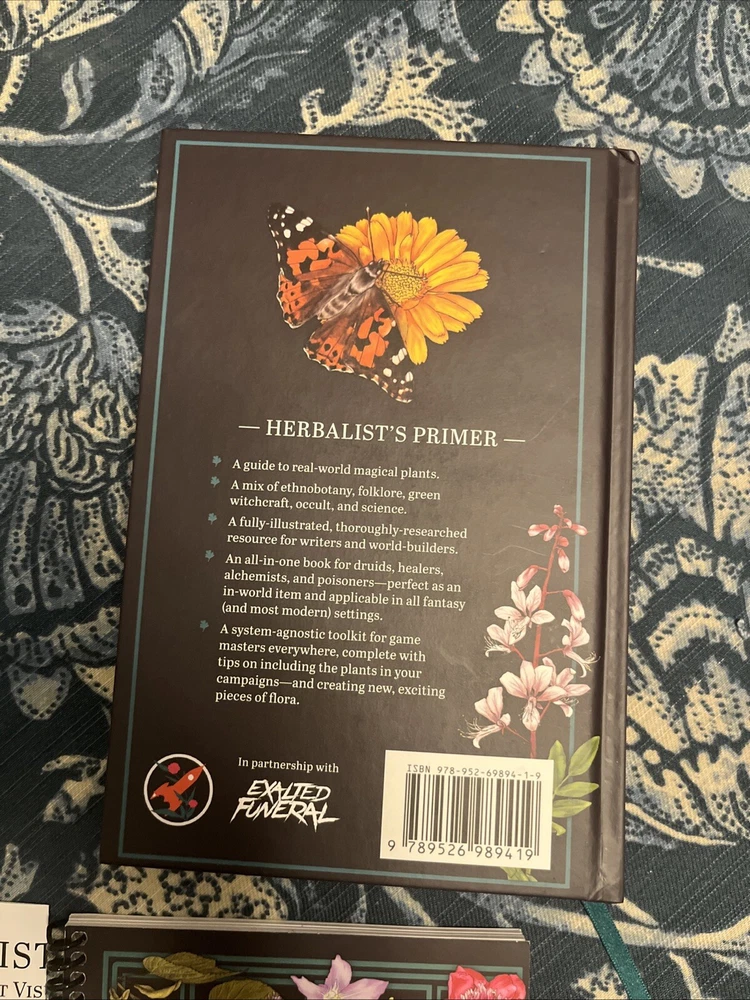 — HERBALIST'S PRIMER —
A guide to real-world magical plants.
A mix of ethnobotany, folklore, green
witchcraft, occult, and science.
A fully-illustrated, thoroughly-researched
resource for writers and world-builders.
An all-in-one book for druids, healers,
alchemists, and poisoners—perfect as an
in-world item and applicable in all fantasy
(and most modern) settings.
A system-agnostic toolkit for game
masters everywhere, complete with
tips on including the plants in your
campaigns—and creating new, exciting
pieces of flora.
In partnership with
EXALTED
FUNERAL
ISBN 978-952-69894-1-9
9 789526 989419
IST
T VIS